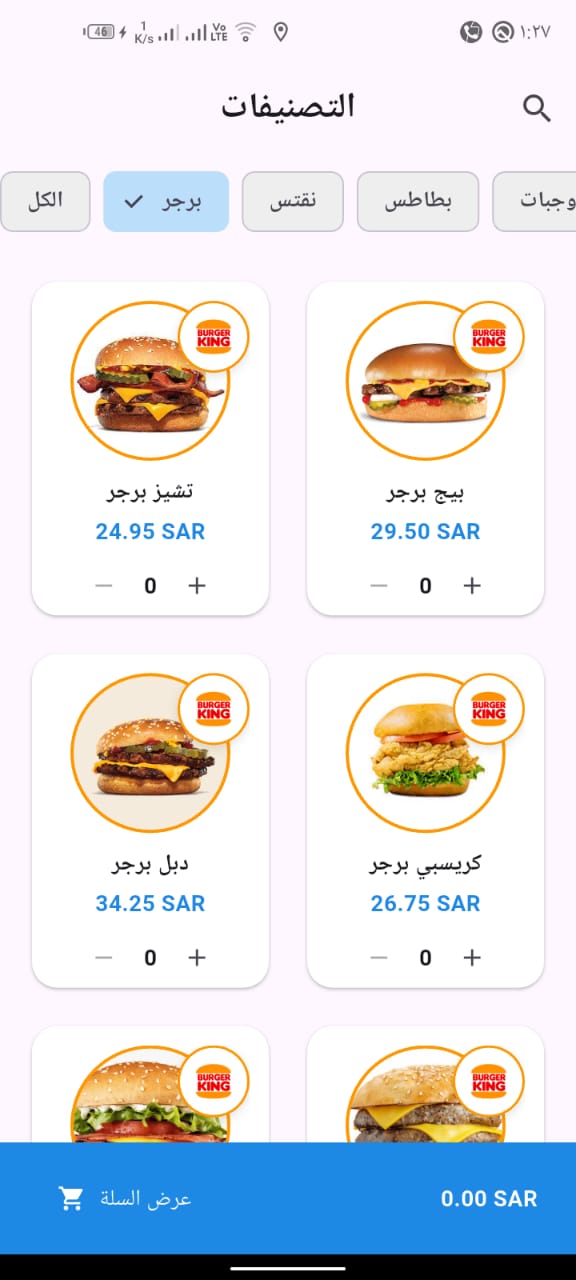 46 1 K/s Vo LTE ١:٢٧
التصنيفات
الكل برجر نقتس بطاطس وجبات
BURGER KING BURGER KING
تشيز برجر بيج برجر
24.95 SAR 29.50 SAR
0 0
BURGER KING BURGER KING
دبل برجر كريسبي برجر
34.25 SAR 26.75 SAR
0 0
BURGER KING BURGER KING
عرض السلة 0.00 SAR